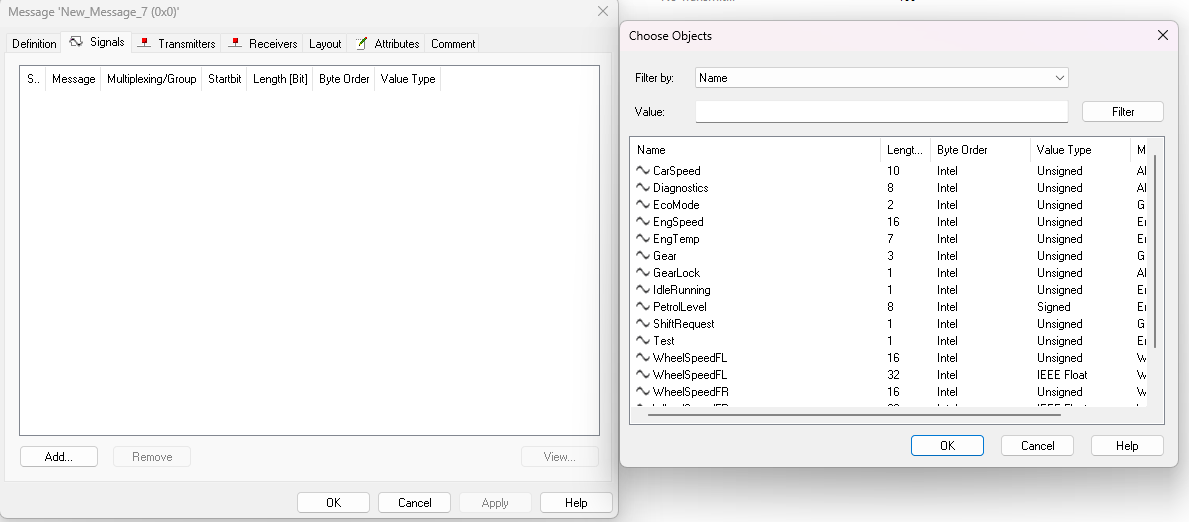 Message 'New_Message_7 (0x0)'
Definition Signals Transmitters Receivers Layout Attributes Comment
S.. Message Multiplexing/Group Startbit Length [Bit] Byte Order Value Type
Add... Remove View...
OK Cancel Apply Help
Choose Objects
Filter by: Name
Value: Filter
Name Lengt... Byte Order Value Type M
CarSpeed 10 Intel Unsigned Al
Diagnostics 8 Intel Unsigned Al
EcoMode 2 Intel Unsigned G
EngSpeed 16 Intel Unsigned Er
EngTemp 7 Intel Unsigned Er
Gear 3 Intel Unsigned G
GearLock 1 Intel Unsigned Al
IdleRunning 1 Intel Unsigned Er
PetrolLevel 8 Intel Signed Er
ShiftRequest 1 Intel Unsigned G
Test 1 Intel Unsigned Er
WheelSpeedFL 16 Intel Unsigned W
WheelSpeedFL 32 Intel IEEE Float W
WheelSpeedFR 16 Intel Unsigned W
OK Cancel Help